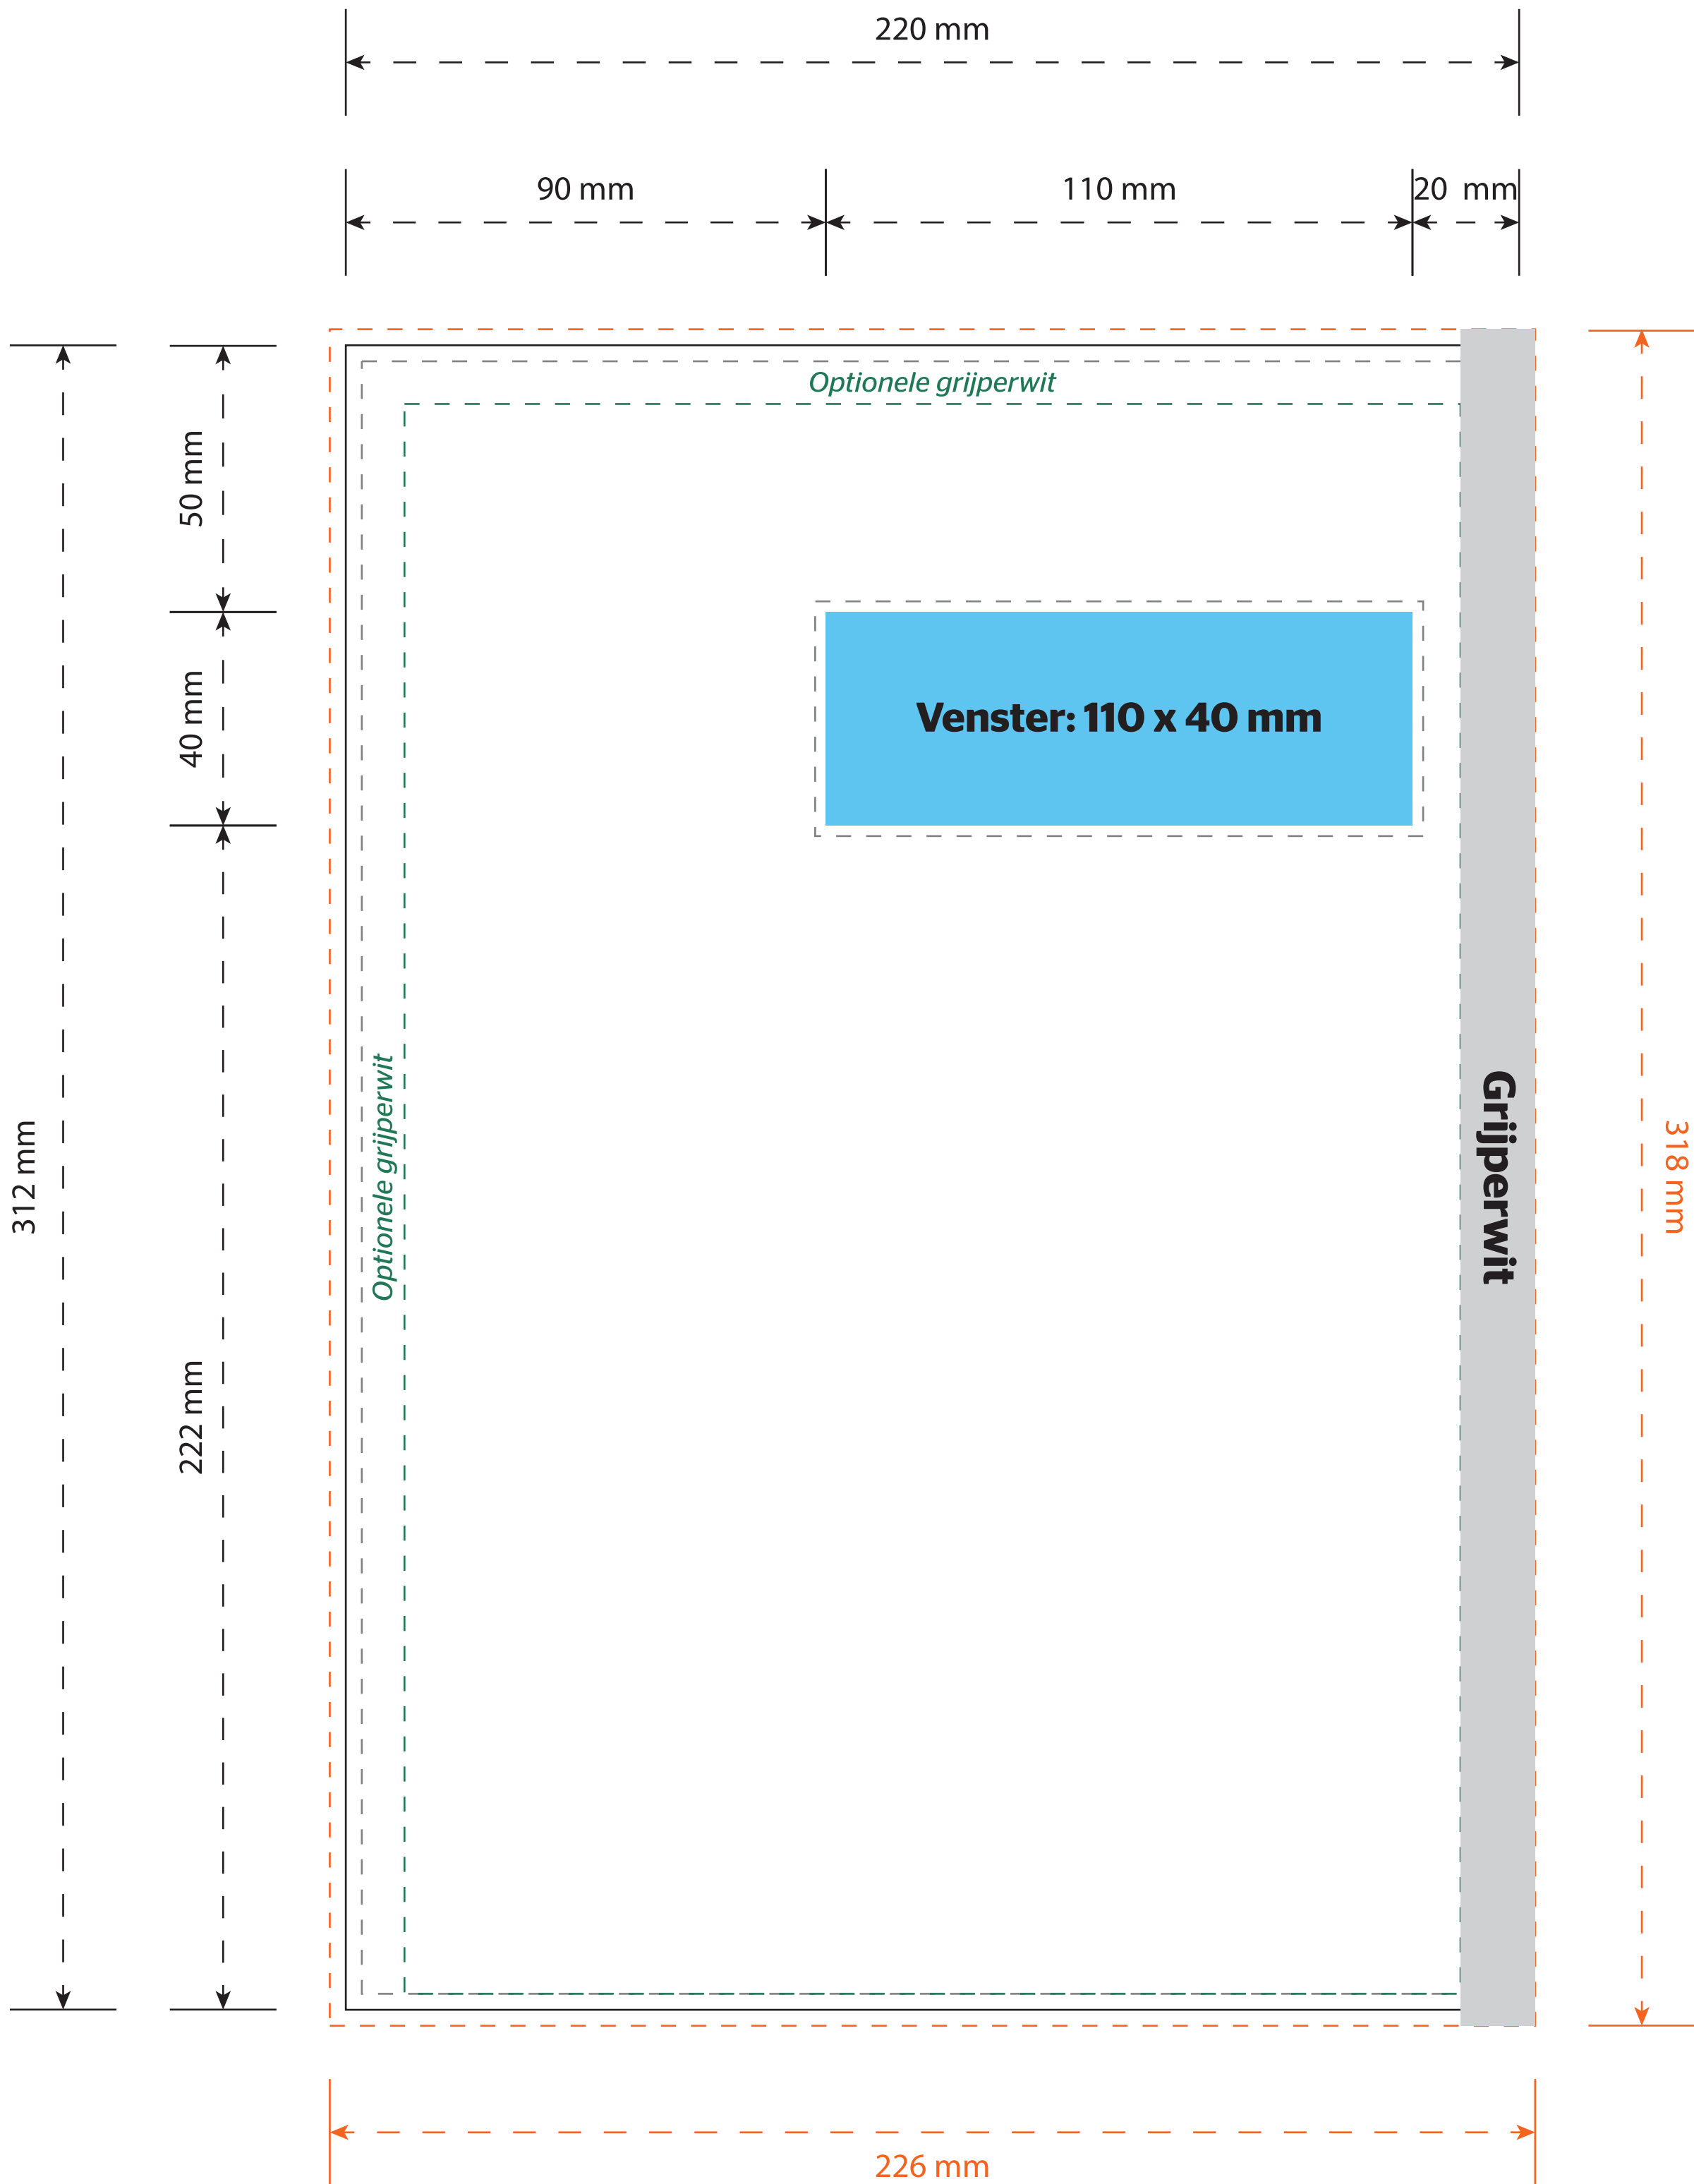 220 mm
90 mm
110 mm
20  mm
Optionele grijperwit
50 mm
40 mm
Venster: 110 x 40 mm
Optionele grijperwit
Grijperwit
312 mm
318 mm
222 mm
226 mm